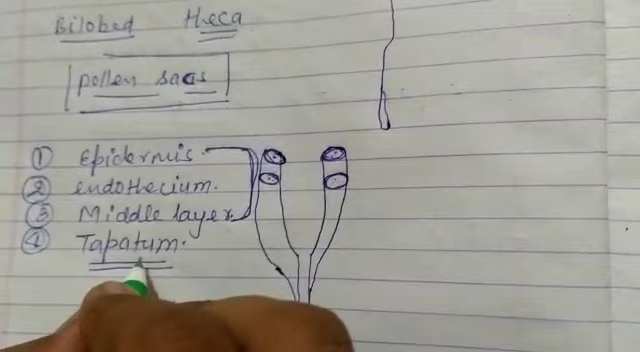 Bilobed Theca
pollen sacs
① Epidermis.
② endothecium.
③ Middle layer.
④ Tapatum.